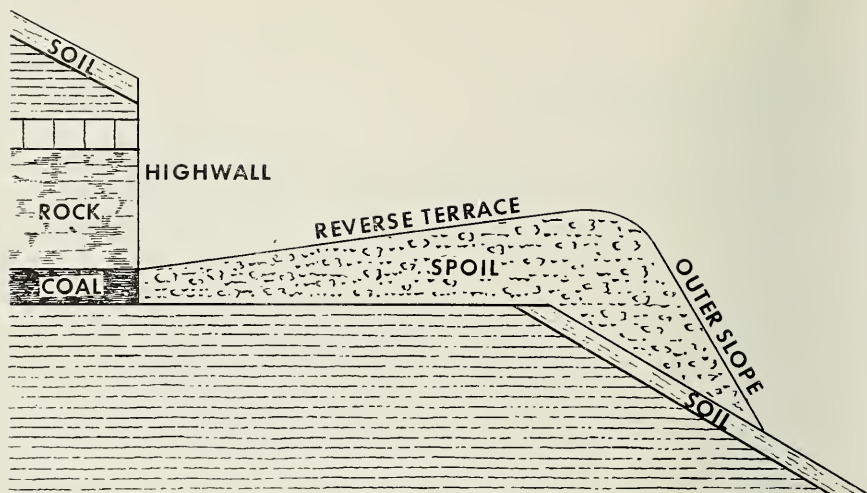 SOIL
HIGHWALL
ROCK
REVERSE TERRACE
SPOIL
COAL
OUTER SLOPE
SOIL